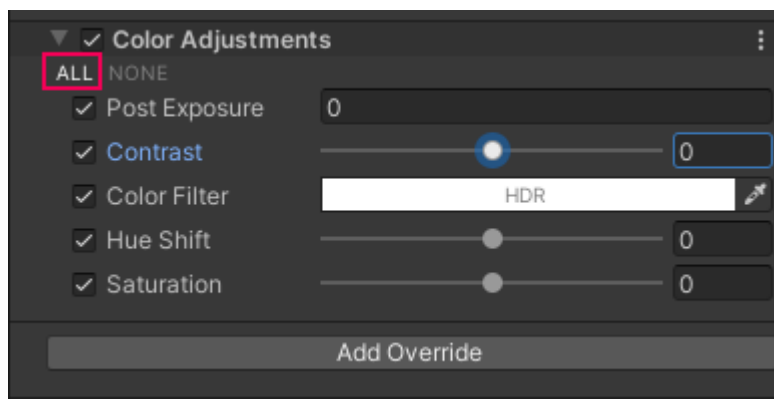 Color Adjustments
ALL NONE
Post Exposure 0
Contrast 0
Color Filter HDR
Hue Shift 0
Saturation 0
Add Override